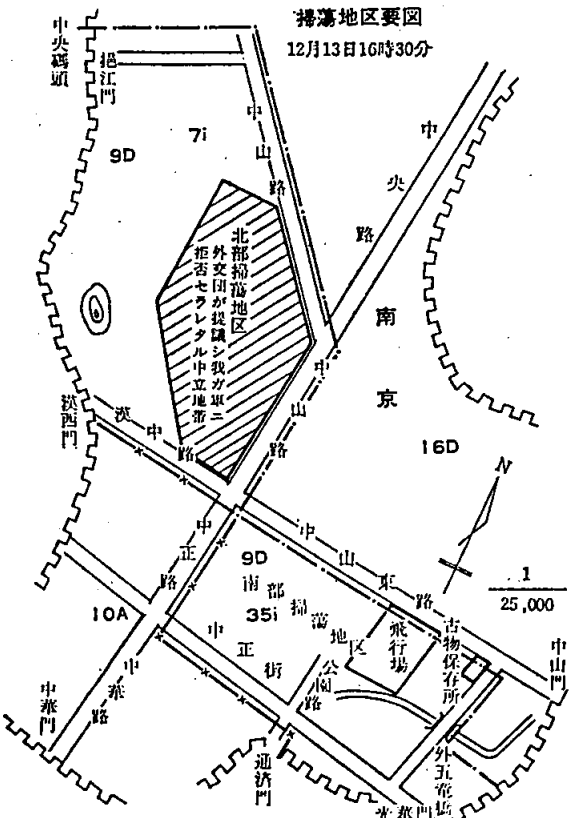 掃蕩地区要図
12月13日16時30分
中央碼頭
挹江門
中山路
中央路
7i
9D
北部掃蕩地区
外交団が提議シ我ガ軍ニ
拒否セラレタル中立地帯
南京
漢西門
漢中路
中山路
16D
N
1
25,000
中正路
9D
南部掃蕩地区
35i
中山東路
10A
中正街
飛行場
古物保存所
中山門
公園路
中華門
中華路
通済門
光華門
外五龍橋